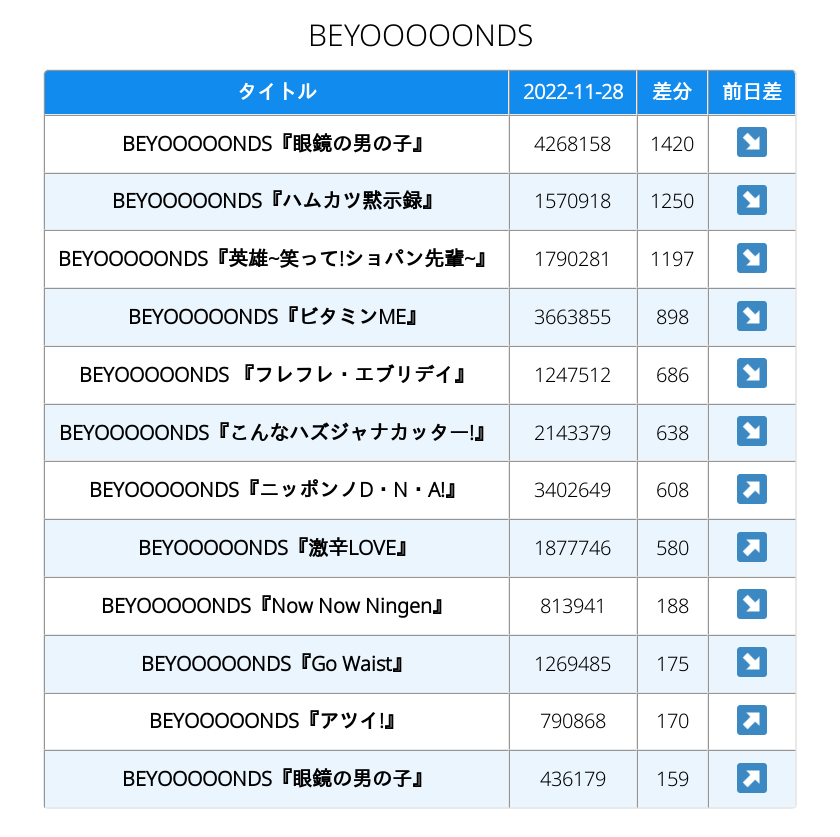 BEYOOOOONDS
タイトル 2022-11-28 差分 前日差
BEYOOOOONDS『眼鏡の男の子』 4268158 1420 ↘
BEYOOOOONDS『ハムカツ黙示録』 1570918 1250 ↘
BEYOOOOONDS『英雄~笑って!ショパン先輩~』 1790281 1197 ↘
BEYOOOOONDS『ビタミンME』 3663855 898 ↘
BEYOOOOONDS 『フレフレ・エブリデイ』 1247512 686 ↘
BEYOOOOONDS『こんなハズジャナカッター!』 2143379 638 ↘
BEYOOOOONDS『ニッポンノD・N・A!』 3402649 608 ↗
BEYOOOOONDS『激辛LOVE』 1877746 580 ↗
BEYOOOOONDS『Now Now Ningen』 813941 188 ↘
BEYOOOOONDS『Go Waist』 1269485 175 ↘
BEYOOOOONDS『アツイ!』 790868 170 ↗
BEYOOOOONDS『眼鏡の男の子』 436179 159 ↗